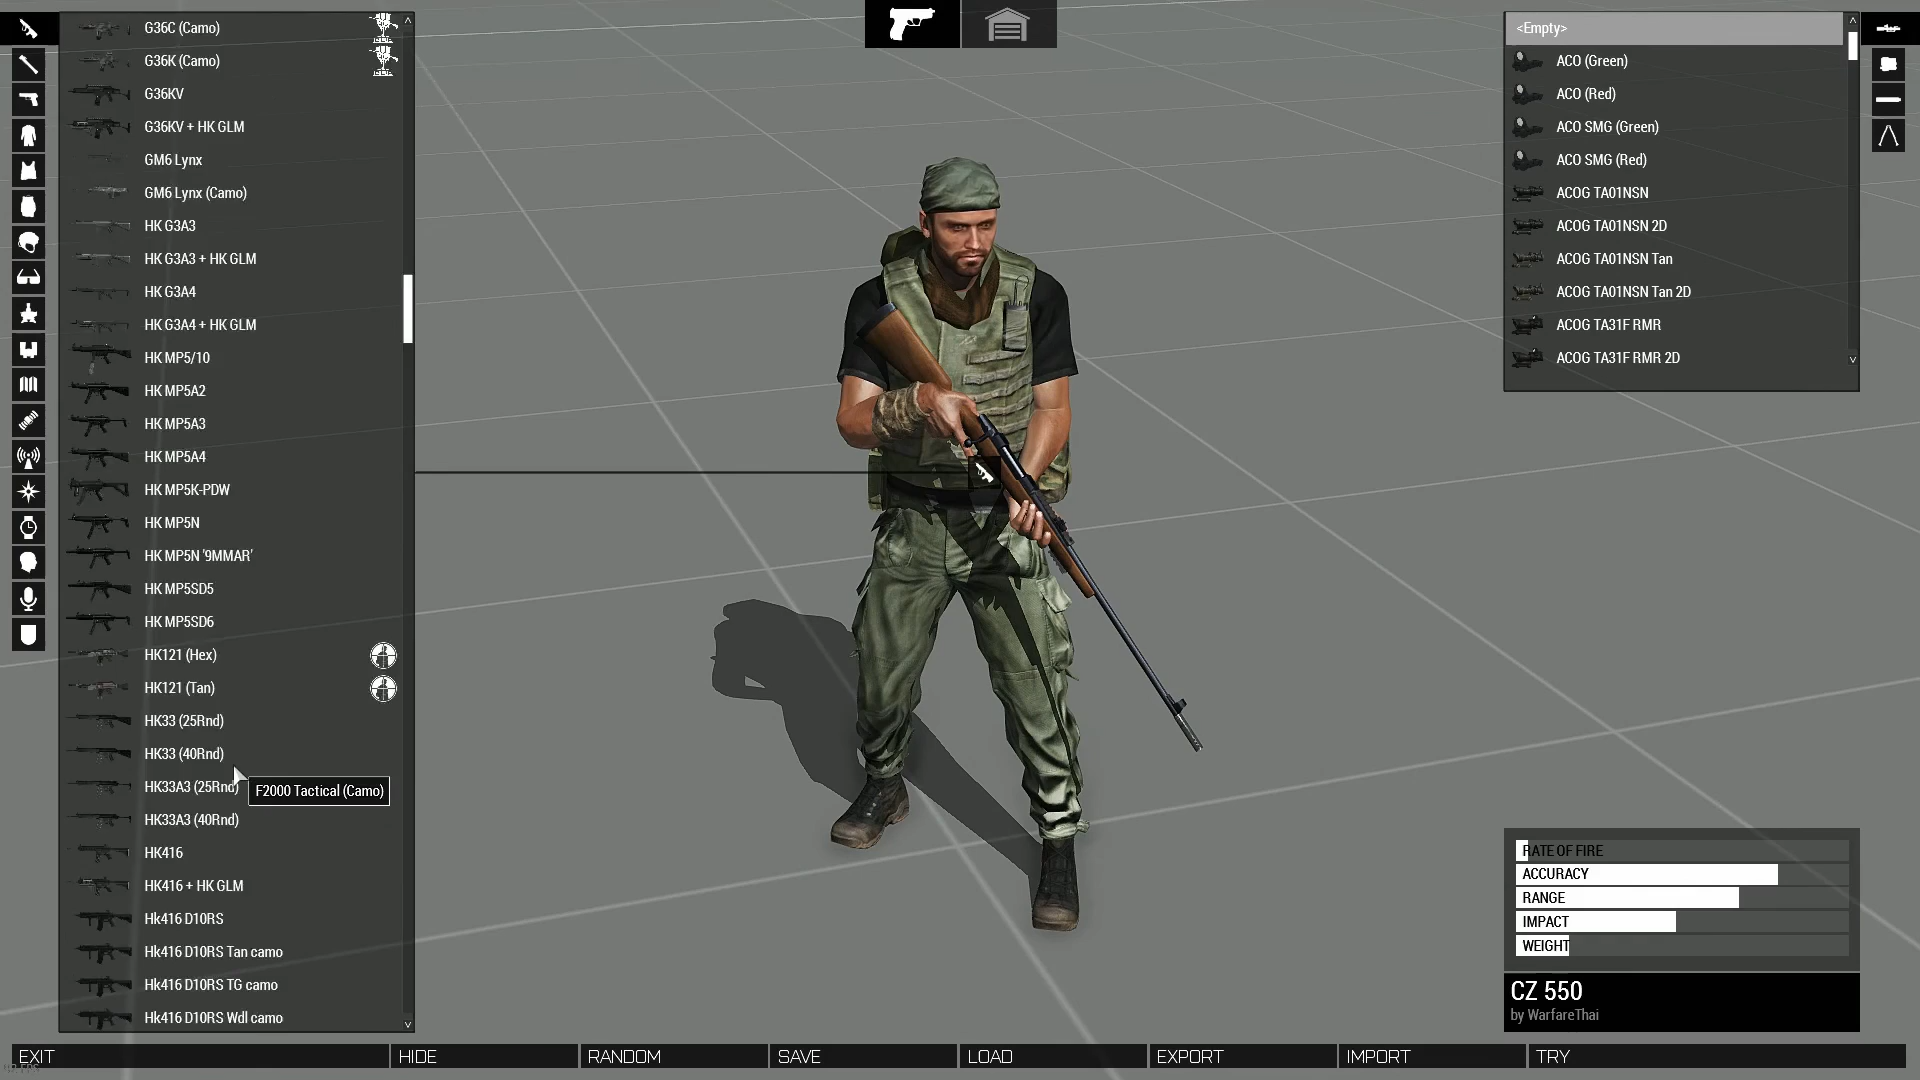 G36C (Camo)
G36K (Camo)
G36KV
G36KV + HK GLM
GM6 Lynx
GM6 Lynx (Camo)
HK G3A3
HK G3A3 + HK GLM
HK G3A4
HK G3A4 + HK GLM
HK MP5/10
HK MP5A2
HK MP5A3
HK MP5A4
HK MP5K-PDW
HK MP5N
HK MP5N '9MMAR'
HK MP5SD5
HK MP5SD6
HK121 (Hex)
HK121 (Tan)
HK33 (25Rnd)
HK33 (40Rnd)
HK33A3 (25Rnd)
F2000 Tactical (Camo)
HK33A3 (40Rnd)
HK416
HK416 + HK GLM
Hk416 D10RS
Hk416 D10RS Tan camo
Hk416 D10RS TG camo
Hk416 D10RS Wdl camo
<Empty>
ACO (Green)
ACO (Red)
ACO SMG (Green)
ACO SMG (Red)
ACOG TA01NSN
ACOG TA01NSN 2D
ACOG TA01NSN Tan
ACOG TA01NSN Tan 2D
ACOG TA31F RMR
ACOG TA31F RMR 2D
RATE OF FIRE
ACCURACY
RANGE
IMPACT
WEIGHT
CZ 550
by WarfareThai
EXIT
HIDE
RANDOM
SAVE
LOAD
EXPORT
IMPORT
TRY